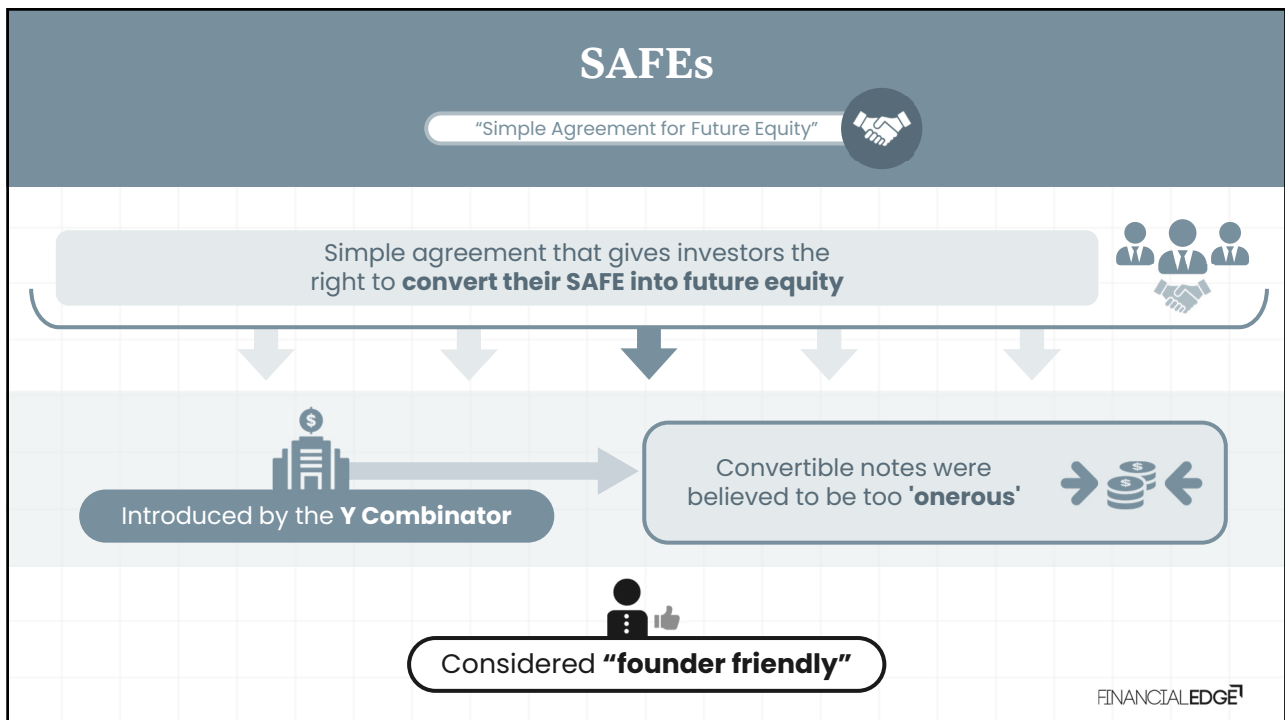 SAFEs
“Simple Agreement for Future Equity”
Simple agreement that gives investors the
right to convert their SAFE into future equity
Introduced by the Y Combinator
Convertible notes were
believed to be too 'onerous'
Considered “founder friendly”
FINANCIALEDGE